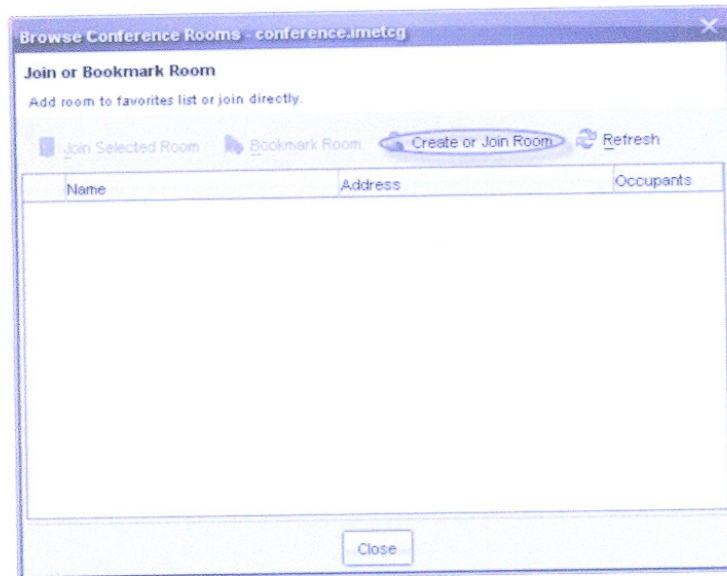 Browse Conference Rooms - conference.imetcg
Join or Bookmark Room
Add room to favorites list or join directly.
Join Selected Room Bookmark Room Create or Join Room Refresh
Name Address Occupants
Close